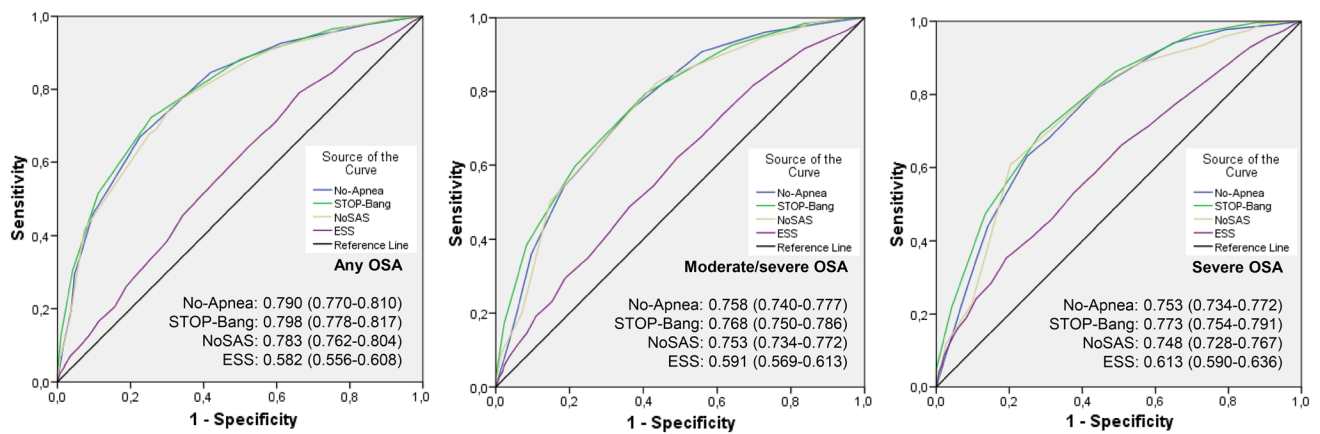 1,0
0,8
0,6
0,4
0,2
0,0
Sensitivity
Source of the
Curve
No-Apnea
STOP-Bang
NoSAS
ESS
Reference Line
Any OSA
No-Apnea: 0.790 (0.770-0.810)
STOP-Bang: 0.798 (0.778-0.817)
NoSAS: 0.783 (0.762-0.804)
ESS: 0.582 (0.556-0.608)
0,0 0,2 0,4 0,6 0,8 1,0
1 - Specificity
1,0
0,8
0,6
0,4
0,2
0,0
Sensitivity
Source of the
Curve
No-Apnea
STOP-Bang
NoSAS
ESS
Reference Line
Moderate/severe OSA
No-Apnea: 0.758 (0.740-0.777)
STOP-Bang: 0.768 (0.750-0.786)
NoSAS: 0.753 (0.734-0.772)
ESS: 0.591 (0.569-0.613)
0,0 0,2 0,4 0,6 0,8 1,0
1 - Specificity
1,0
0,8
0,6
0,4
0,2
0,0
Sensitivity
Source of the
Curve
No-Apnea
STOP-Bang
NoSAS
ESS
Reference Line
Severe OSA
No-Apnea: 0.753 (0.734-0.772)
STOP-Bang: 0.773 (0.754-0.791)
NoSAS: 0.748 (0.728-0.767)
ESS: 0.613 (0.590-0.636)
0,0 0,2 0,4 0,6 0,8 1,0
1 - Specificity